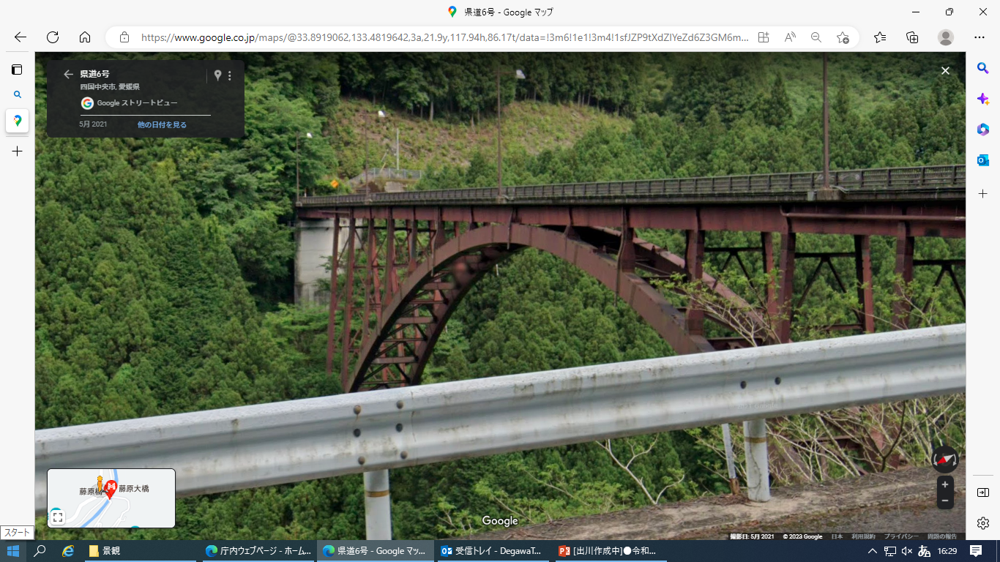 県道6号 - Google マップ
https://www.google.co.jp/maps/@33.8919062,133.4819642,3a,21.9y,117.94h,86.17t/data=!3m6!1e1!3m4!1sfJZP9tXdZIYeZd6Z3GM6m...
県道6号
四国中央市, 愛媛県
Google ストリートビュー
5月 2021
他の日付を見る
藤原橋
藤原大橋
Google
撮影日: 5月 2021 © 2023 Google 日本 利用規約 プライバシー 問題の報告
スタート
景観
庁内ウェブページ - ホーム...
県道6号 - Google マッ...
受信トレイ - DegawaT...
[出川作成中]●令和...
あ
16:29